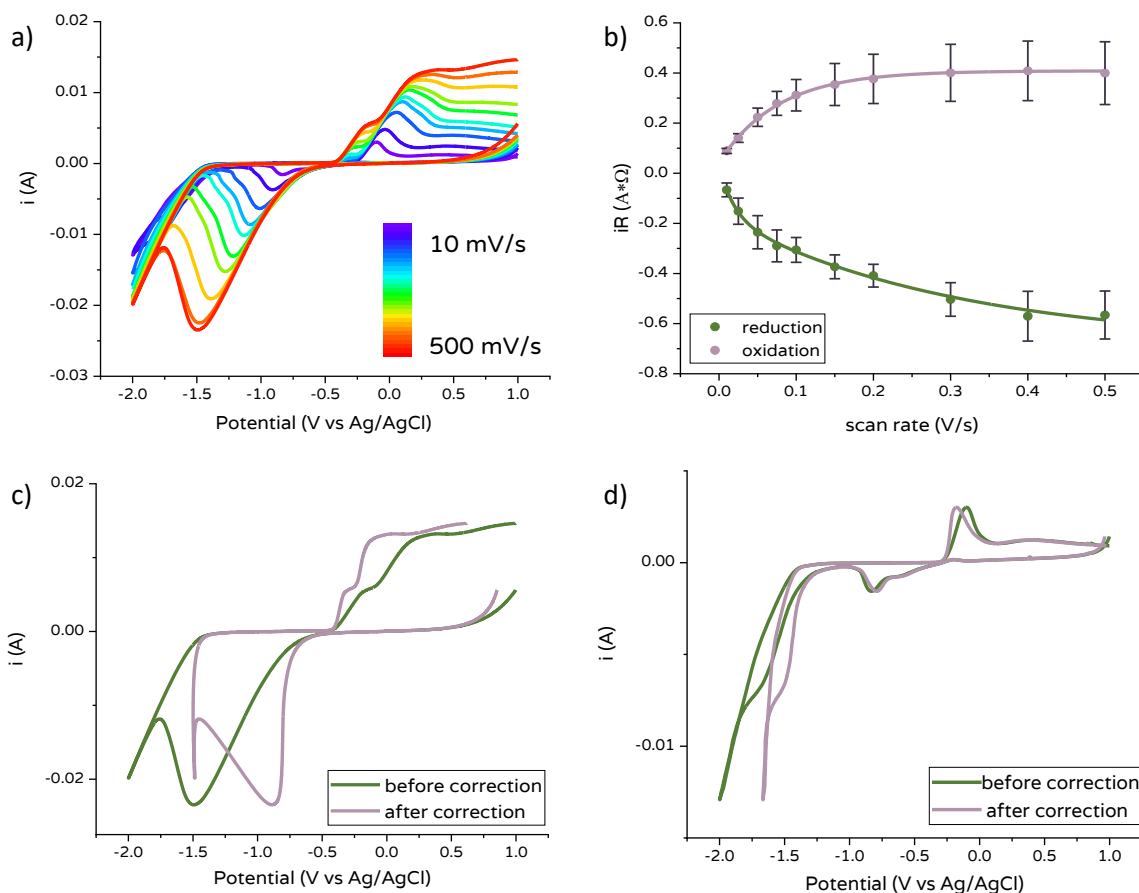 a)
i (A)
0.02
0.01
0.00
-0.01
-0.02
-0.03
10 mV/s
500 mV/s
-2.0 -1.5 -1.0 -0.5 0.0 0.5 1.0
Potential (V vs Ag/AgCl)
b)
iR (A*Ω)
0.6
0.4
0.2
0.0
-0.2
-0.4
-0.6
-0.8
reduction
oxidation
0.0 0.1 0.2 0.3 0.4 0.5
scan rate (V/s)
c)
i (A)
0.02
0.00
-0.02
before correction
after correction
-2.0 -1.5 -1.0 -0.5 0.0 0.5 1.0
Potential (V vs Ag/AgCl)
d)
i (A)
0.00
-0.01
before correction
after correction
-2.0 -1.5 -1.0 -0.5 0.0 0.5 1.0
Potential (V vs Ag/AgCl)